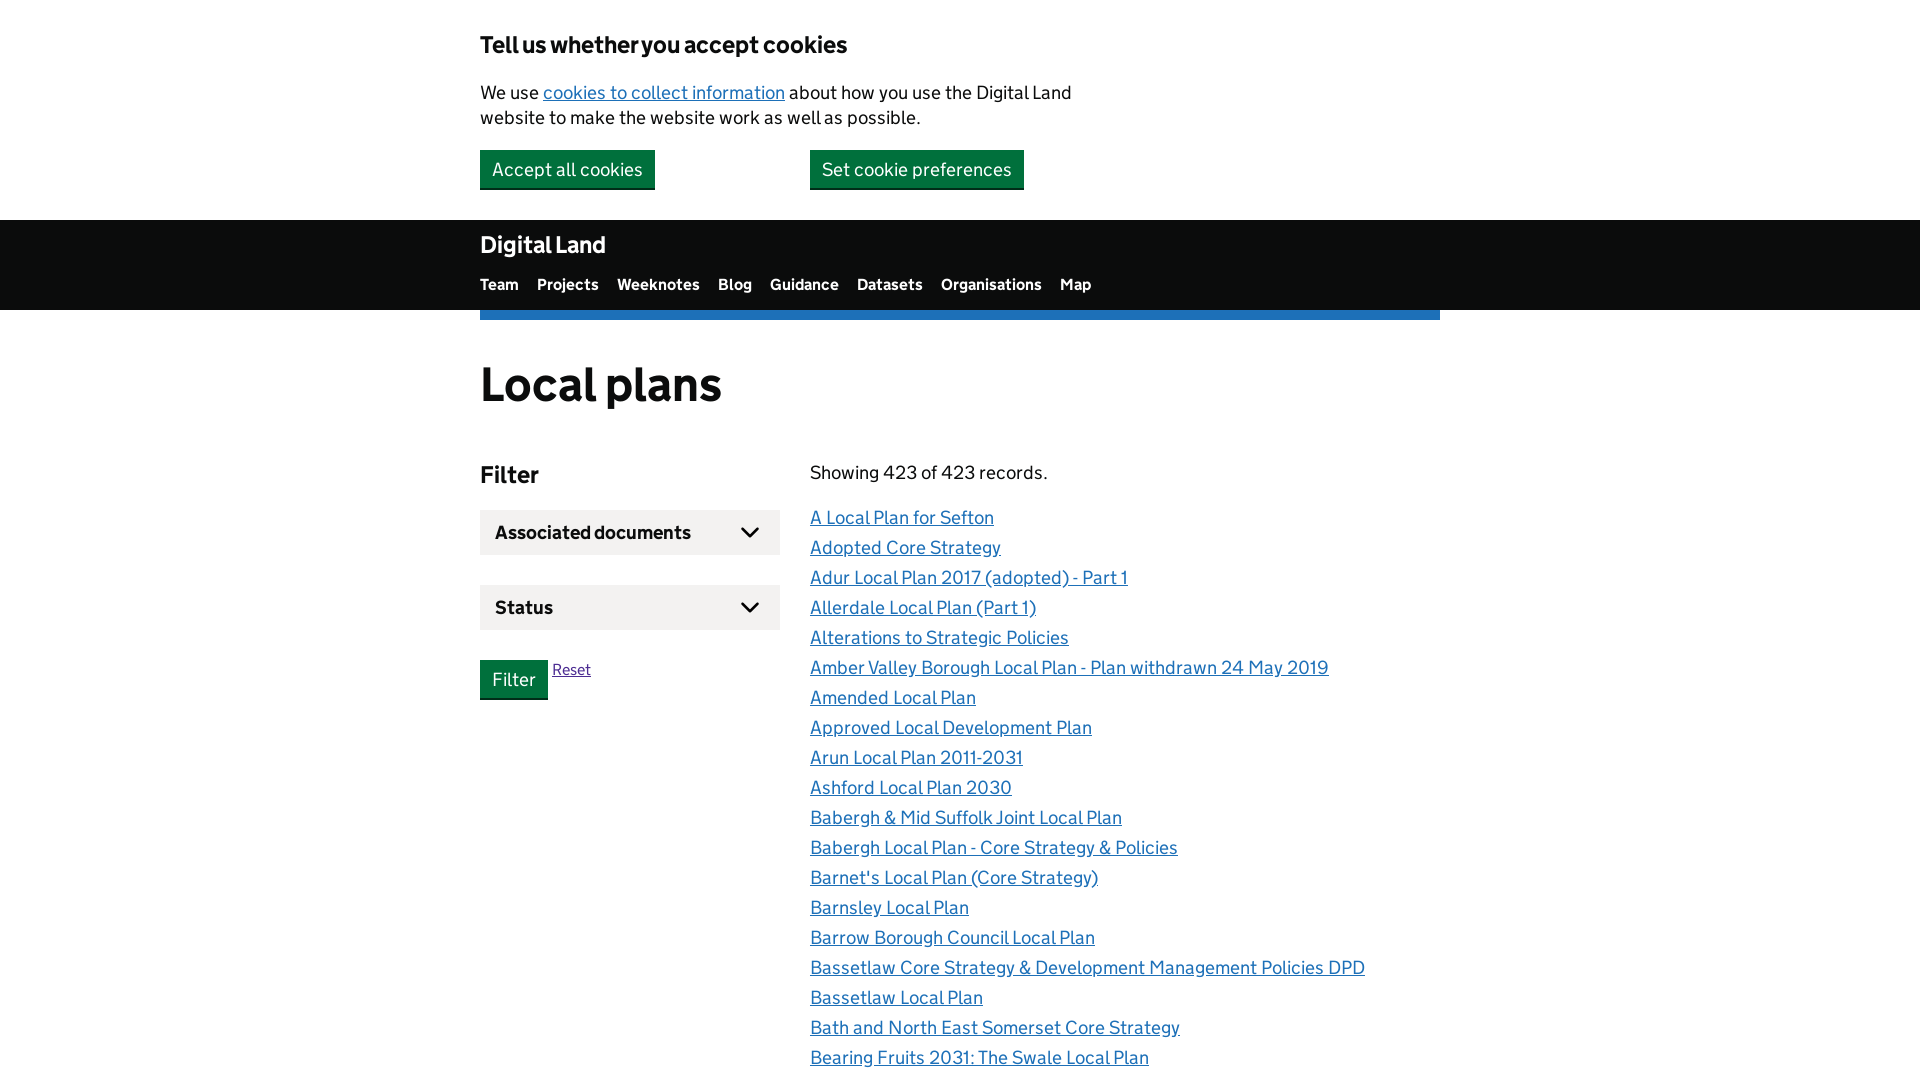 Tell us whether you accept cookies
We use cookies to collect information about how you use the Digital Land
website to make the website work as well as possible.
Accept all cookies
Set cookie preferences
Digital Land
Team Projects Weeknotes Blog Guidance Datasets Organisations Map
Local plans
Filter
Associated documents
Status
Filter Reset
Showing 423 of 423 records.
A Local Plan for Sefton
Adopted Core Strategy
Adur Local Plan 2017 (adopted) - Part 1
Allerdale Local Plan (Part 1)
Alterations to Strategic Policies
Amber Valley Borough Local Plan - Plan withdrawn 24 May 2019
Amended Local Plan
Approved Local Development Plan
Arun Local Plan 2011-2031
Ashford Local Plan 2030
Babergh & Mid Suffolk Joint Local Plan
Babergh Local Plan - Core Strategy & Policies
Barnet's Local Plan (Core Strategy)
Barnsley Local Plan
Barrow Borough Council Local Plan
Bassetlaw Core Strategy & Development Management Policies DPD
Bassetlaw Local Plan
Bath and North East Somerset Core Strategy
Bearing Fruits 2031: The Swale Local Plan